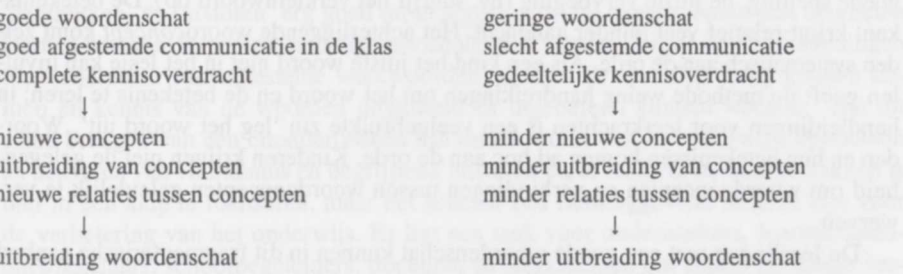 goede woordenschat
goed afgestemde communicatie in de klas
complete kennisoverdracht
↓
nieuwe concepten
uitbreiding van concepten
nieuwe relaties tussen concepten
↓
uitbreiding woordenschat
geringe woordenschat
slecht afgestemde communicatie
gedeeltelijke kennisoverdracht
↓
minder nieuwe concepten
minder uitbreiding van concepten
minder relaties tussen concepten
↓
minder uitbreiding woordenschat